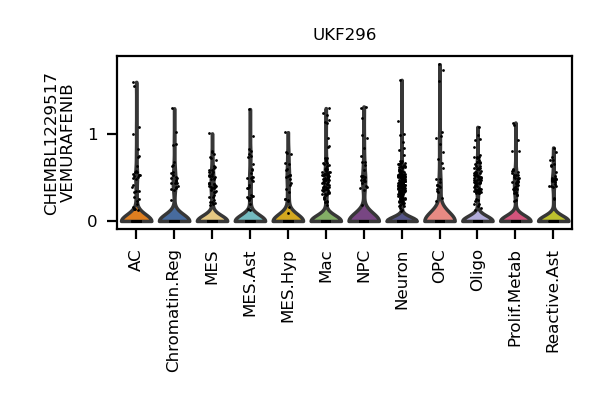 UKF296
CHEMBL1229517
VEMURAFENIB
1
0
AC
Chromatin.Reg
MES
MES.Ast
MES.Hyp
Mac
NPC
Neuron
OPC
Oligo
Prolif.Metab
Reactive.Ast